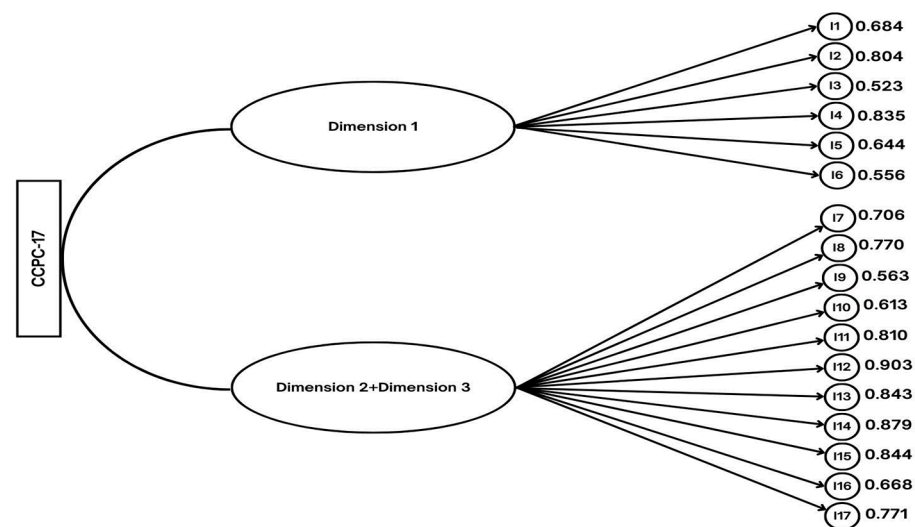 CCPC-17
Dimension 1
I1 0.684
I2 0.804
I3 0.523
I4 0.835
I5 0.644
I6 0.556
Dimension 2+Dimension 3
I7 0.706
I8 0.770
I9 0.563
I10 0.613
I11 0.810
I12 0.903
I13 0.843
I14 0.879
I15 0.844
I16 0.668
I17 0.771